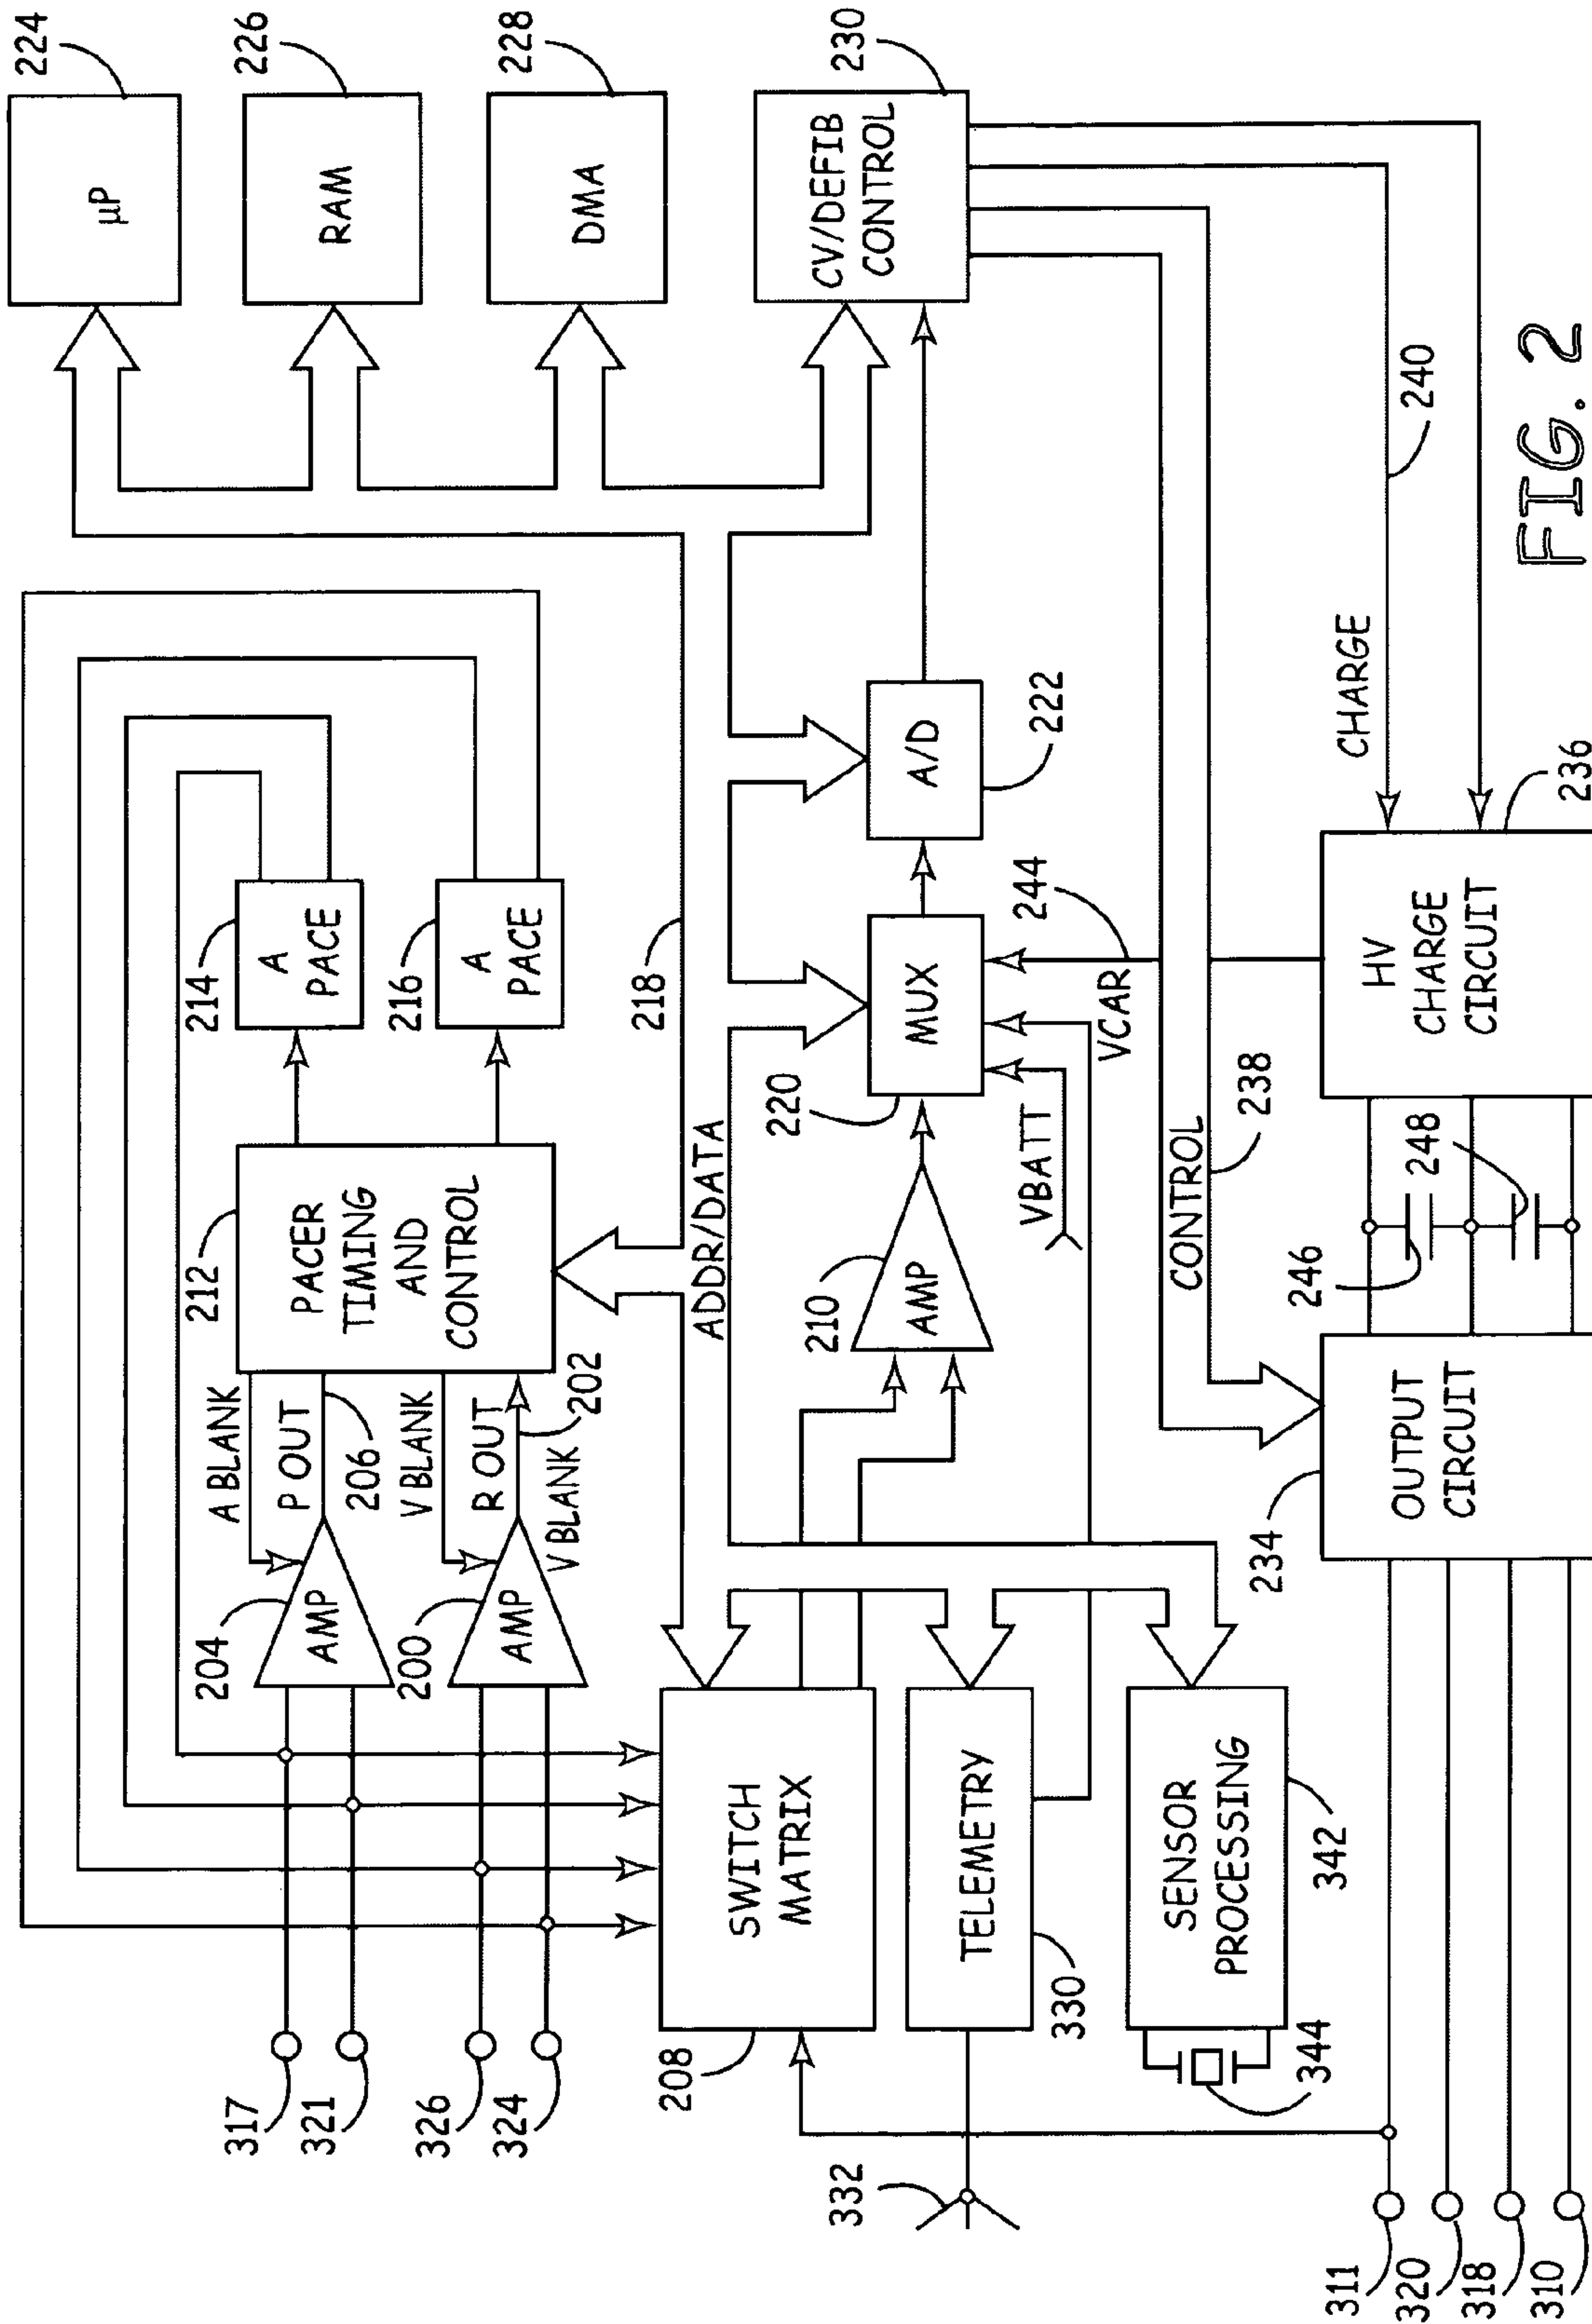 317
321
326
324
204
AMP
200
AMP
A BLANK
P OUT
206
V BLANK
R OUT
202
V BLANK
212
PACER
TIMING
AND
CONTROL
214
A
PACE
216
A
PACE
218
ADDR/DATA
224
µP
226
RAM
228
DMA
230
CV/DEFIB
CONTROL
208
SWITCH
MATRIX
210
AMP
220
MUX
A/D
222
VBATT
VCAR
244
332
TELEMETRY
330
SENSOR
PROCESSING
342
344
CONTROL
238
CHARGE
240
311
320
318
310
234
OUTPUT
CIRCUIT
246
248
HV
CHARGE
CIRCUIT
236
FIG. 2